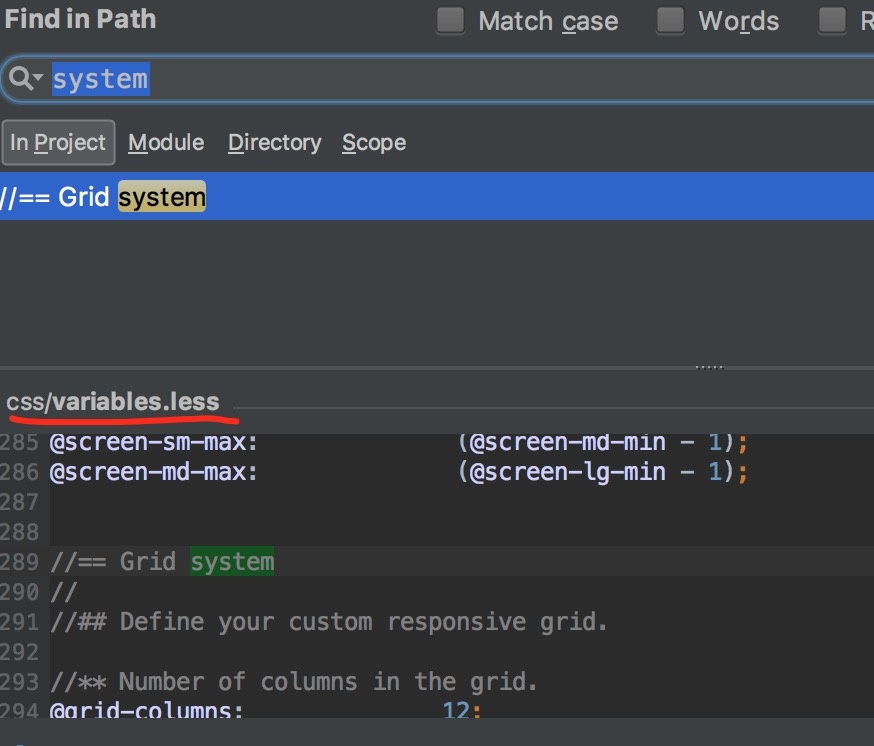 Find in Path Match case Words R
system
In Project Module Directory Scope
//== Grid system
css/variables.less
285 @screen-sm-max: (@screen-md-min - 1);
286 @screen-md-max: (@screen-lg-min - 1);
287
288
289 //== Grid system
290 //
291 //## Define your custom responsive grid.
292
293 //** Number of columns in the grid.
294 @grid-columns: 12;